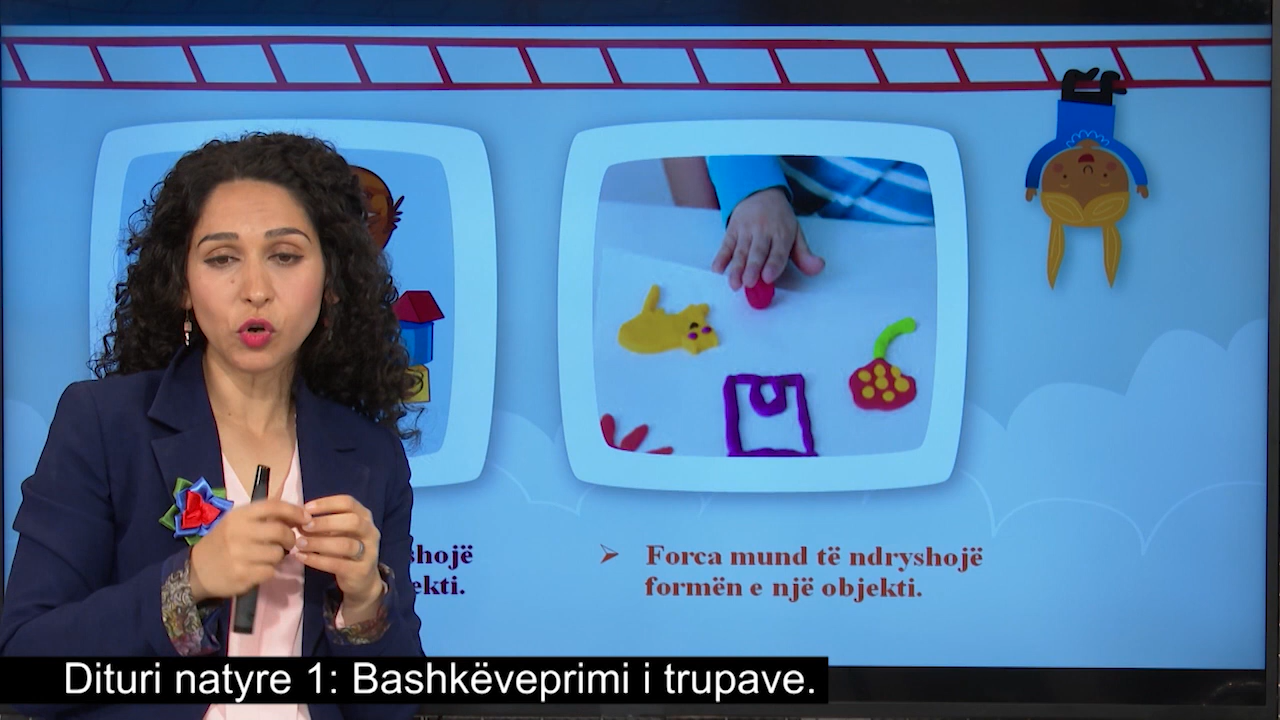 shojë
ekti.
➢ Forca mund të ndryshojë
formën e një objekti.
Dituri natyre 1: Bashkëveprimi i trupave.